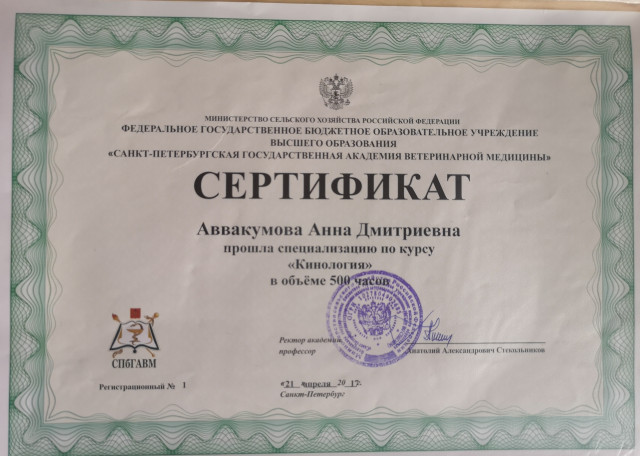 МИНИСТЕРСТВО СЕЛЬСКОГО ХОЗЯЙСТВА РОССИЙСКОЙ ФЕДЕРАЦИИ
ФЕДЕРАЛЬНОЕ ГОСУДАРСТВЕННОЕ БЮДЖЕТНОЕ ОБРАЗОВАТЕЛЬНОЕ УЧРЕЖДЕНИЕ
ВЫСШЕГО ОБРАЗОВАНИЯ
«САНКТ-ПЕТЕРБУРГСКАЯ ГОСУДАРСТВЕННАЯ АКАДЕМИЯ ВЕТЕРИНАРНОЙ МЕДИЦИНЫ»
СЕРТИФИКАТ
Аввакумова Анна Дмитриевна
прошла специализацию по курсу
«Кинология»
в объёме 500 часов
Ректор академии
профессор Анатолий Александрович Стекольников
СПбГАВМ
Регистрационный № 1
«21 апреля 2017г.
Санкт-Петербург